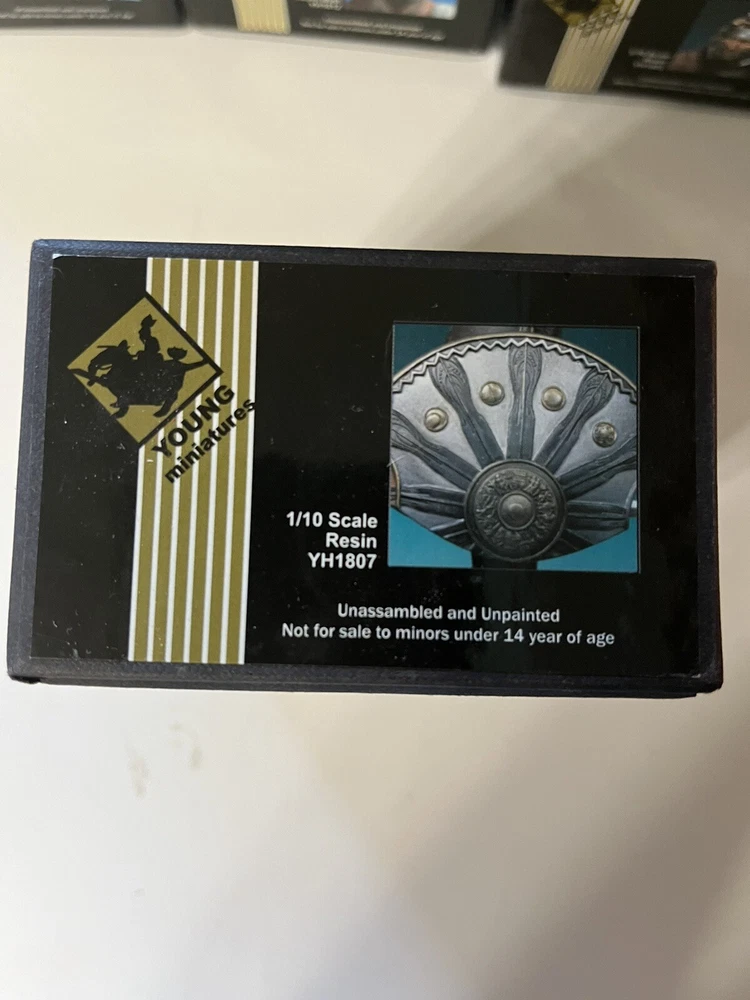 YOUNG
miniatures
1/10 Scale
Resin
YH1807
Unassambled and Unpainted
Not for sale to minors under 14 year of age